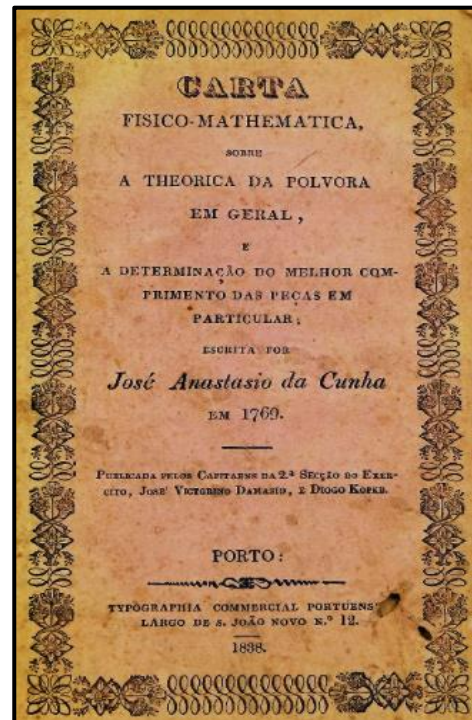 CARTA
FISICO-MATHEMATICA,
SOBRE
A THEORICA DA POLVORA
EM GERAL,
E
A DETERMINAÇÃO DO MELHOR COM-
PRIMENTO DAS PEÇAS EM
PARTICULAR;
ESCRITA POR
José Anastasio da Cunha
EM 1769.
PUBLICADA PELOS CAPITAENS DA 2.ª SECÇÃO DO EXER-
CITO, JOSE' VICTORINO DAMASIO, E DIOGO KOPKE.
PORTO:
TYPOGRAPHIA COMMERCIAL PORTUENS
LARGO DE S. JOÃO NOVO N.º 12.
1838.